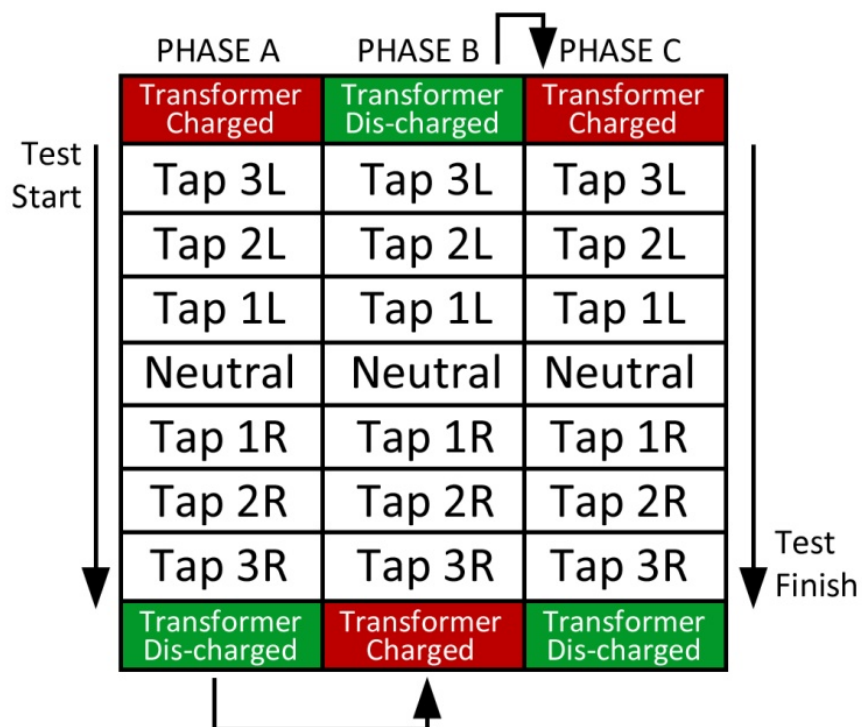 PHASE A PHASE B PHASE C
Transformer Charged Transformer Dis-charged Transformer Charged
Test Start
Tap 3L Tap 3L Tap 3L
Tap 2L Tap 2L Tap 2L
Tap 1L Tap 1L Tap 1L
Neutral Neutral Neutral
Tap 1R Tap 1R Tap 1R
Tap 2R Tap 2R Tap 2R
Tap 3R Tap 3R Tap 3R
Test Finish
Transformer Dis-charged Transformer Charged Transformer Dis-charged